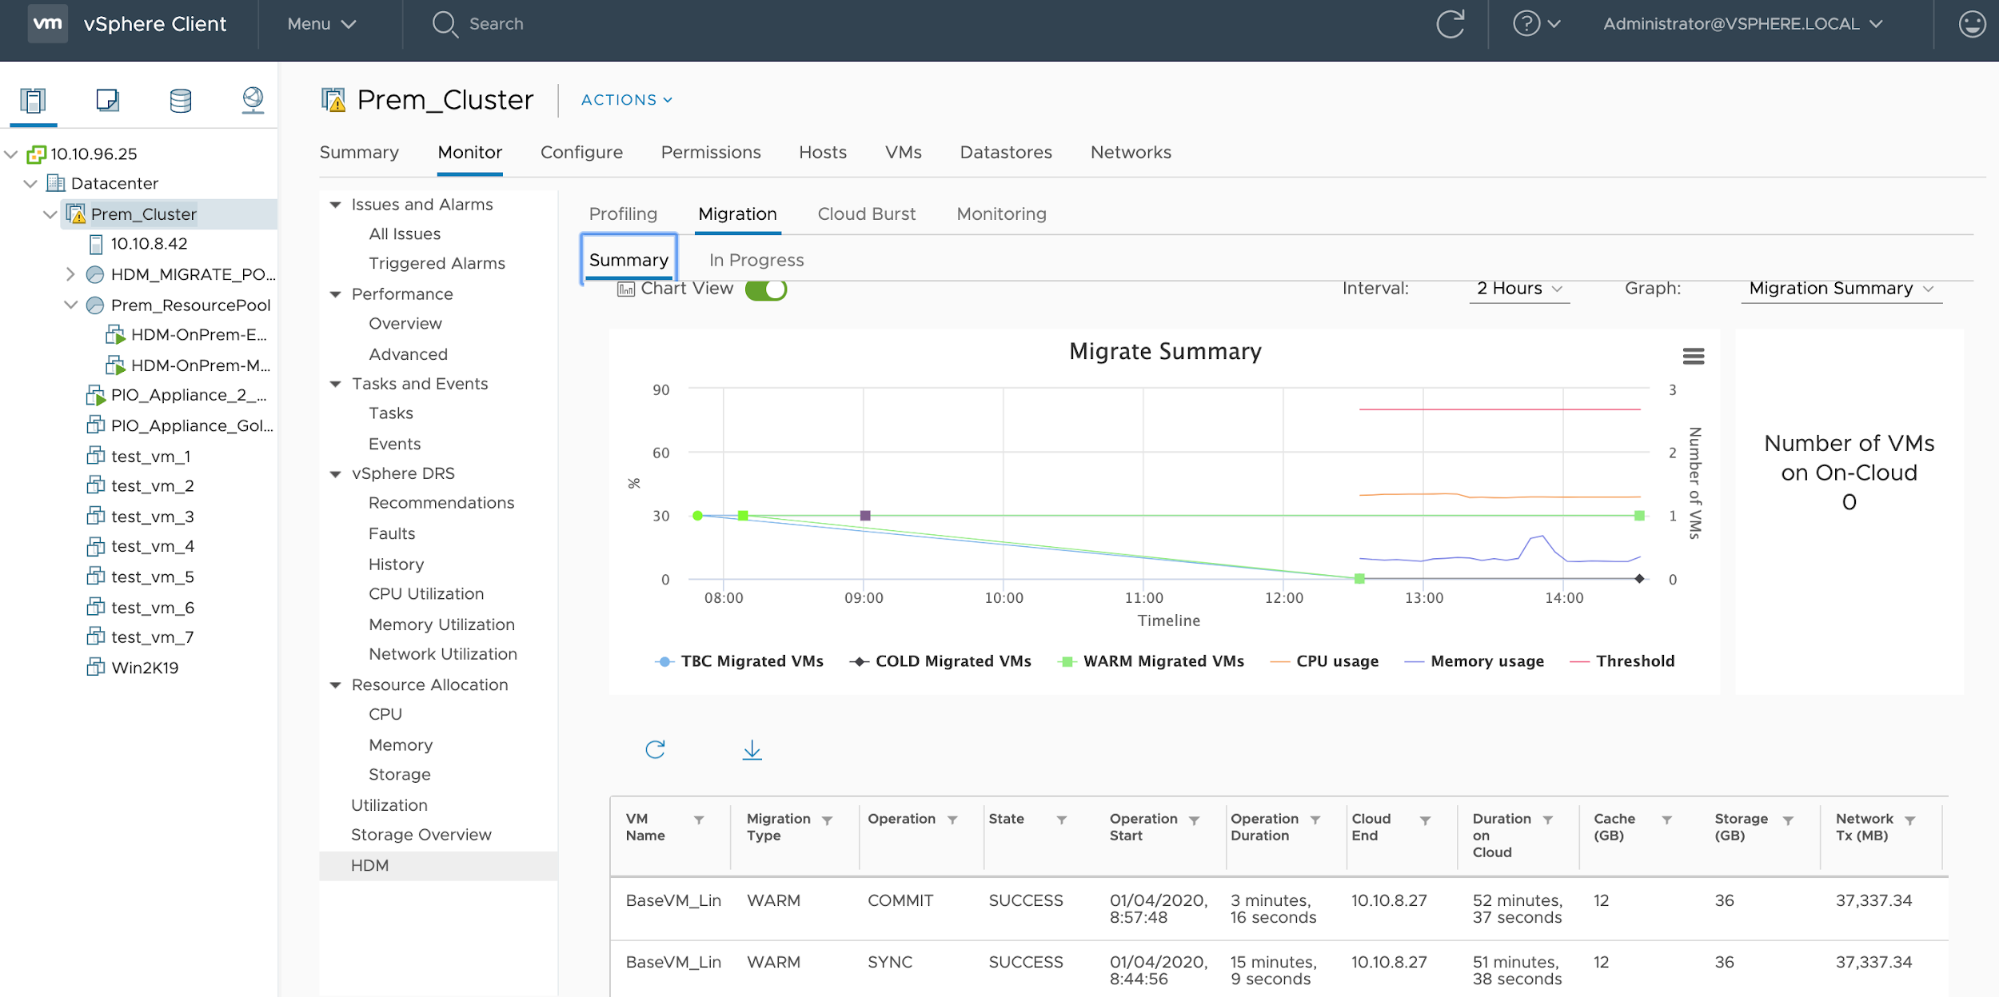 vm vSphere Client Menu Search Administrator@VSPHERE.LOCAL
10.10.96.25
Datacenter
Prem_Cluster
10.10.8.42
HDM_MIGRATE_PO...
Prem_ResourcePool
HDM-OnPrem-E...
HDM-OnPrem-M...
PIO_Appliance_2_...
PIO_Appliance_Gol...
test_vm_1
test_vm_2
test_vm_3
test_vm_4
test_vm_5
test_vm_6
test_vm_7
Win2K19
Prem_Cluster ACTIONS
Summary Monitor Configure Permissions Hosts VMs Datastores Networks
Issues and Alarms
All Issues
Triggered Alarms
Performance
Overview
Advanced
Tasks and Events
Tasks
Events
vSphere DRS
Recommendations
Faults
History
CPU Utilization
Memory Utilization
Network Utilization
Resource Allocation
CPU
Memory
Storage
Utilization
Storage Overview
HDM
Profiling Migration Cloud Burst Monitoring
Summary In Progress
Chart View Interval: 2 Hours Graph: Migration Summary
Migrate Summary
90 3
60 2
30 1
0 0
%
Number of VMs
08:00 09:00 10:00 11:00 12:00 13:00 14:00
Timeline
TBC Migrated VMs COLD Migrated VMs WARM Migrated VMs CPU usage Memory usage Threshold
Number of VMs
on On-Cloud
0
VM Migration Operation State Operation Operation Cloud Duration Cache Storage Network
Name Type Start Duration End on (GB) (GB) Tx (MB)
Cloud
BaseVM_Lin WARM COMMIT SUCCESS 01/04/2020, 3 minutes, 10.10.8.27 52 minutes, 12 36 37,337.34
8:57:48 16 seconds 37 seconds
BaseVM_Lin WARM SYNC SUCCESS 01/04/2020, 15 minutes, 10.10.8.27 51 minutes, 12 36 37,337.34
8:44:56 9 seconds 38 seconds